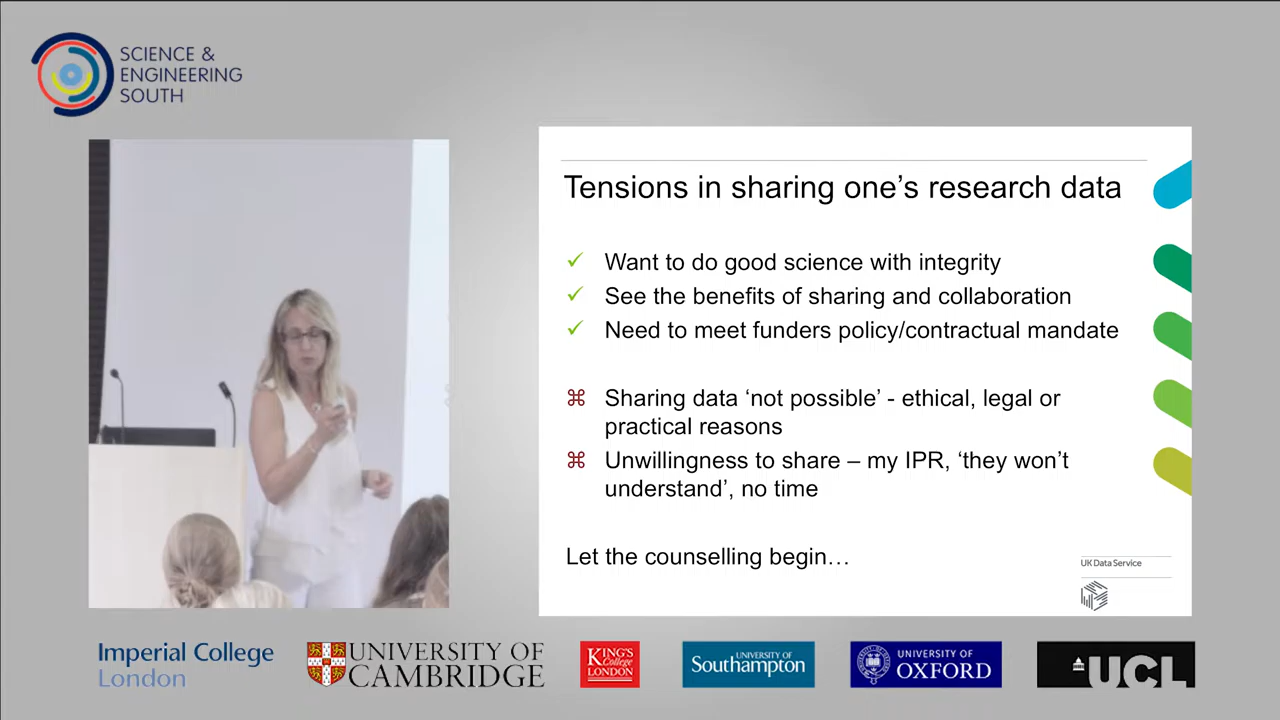 SCIENCE &
ENGINEERING
SOUTH
Tensions in sharing one’s research data
✓ Want to do good science with integrity
✓ See the benefits of sharing and collaboration
✓ Need to meet funders policy/contractual mandate
⌘ Sharing data ‘not possible’ - ethical, legal or
practical reasons
⌘ Unwillingness to share – my IPR, ‘they won’t
understand’, no time
Let the counselling begin…
UK Data Service
Imperial College
London
UNIVERSITY OF
CAMBRIDGE
KING'S
College
LONDON
UNIVERSITY OF
Southampton
UNIVERSITY OF
OXFORD
UCL